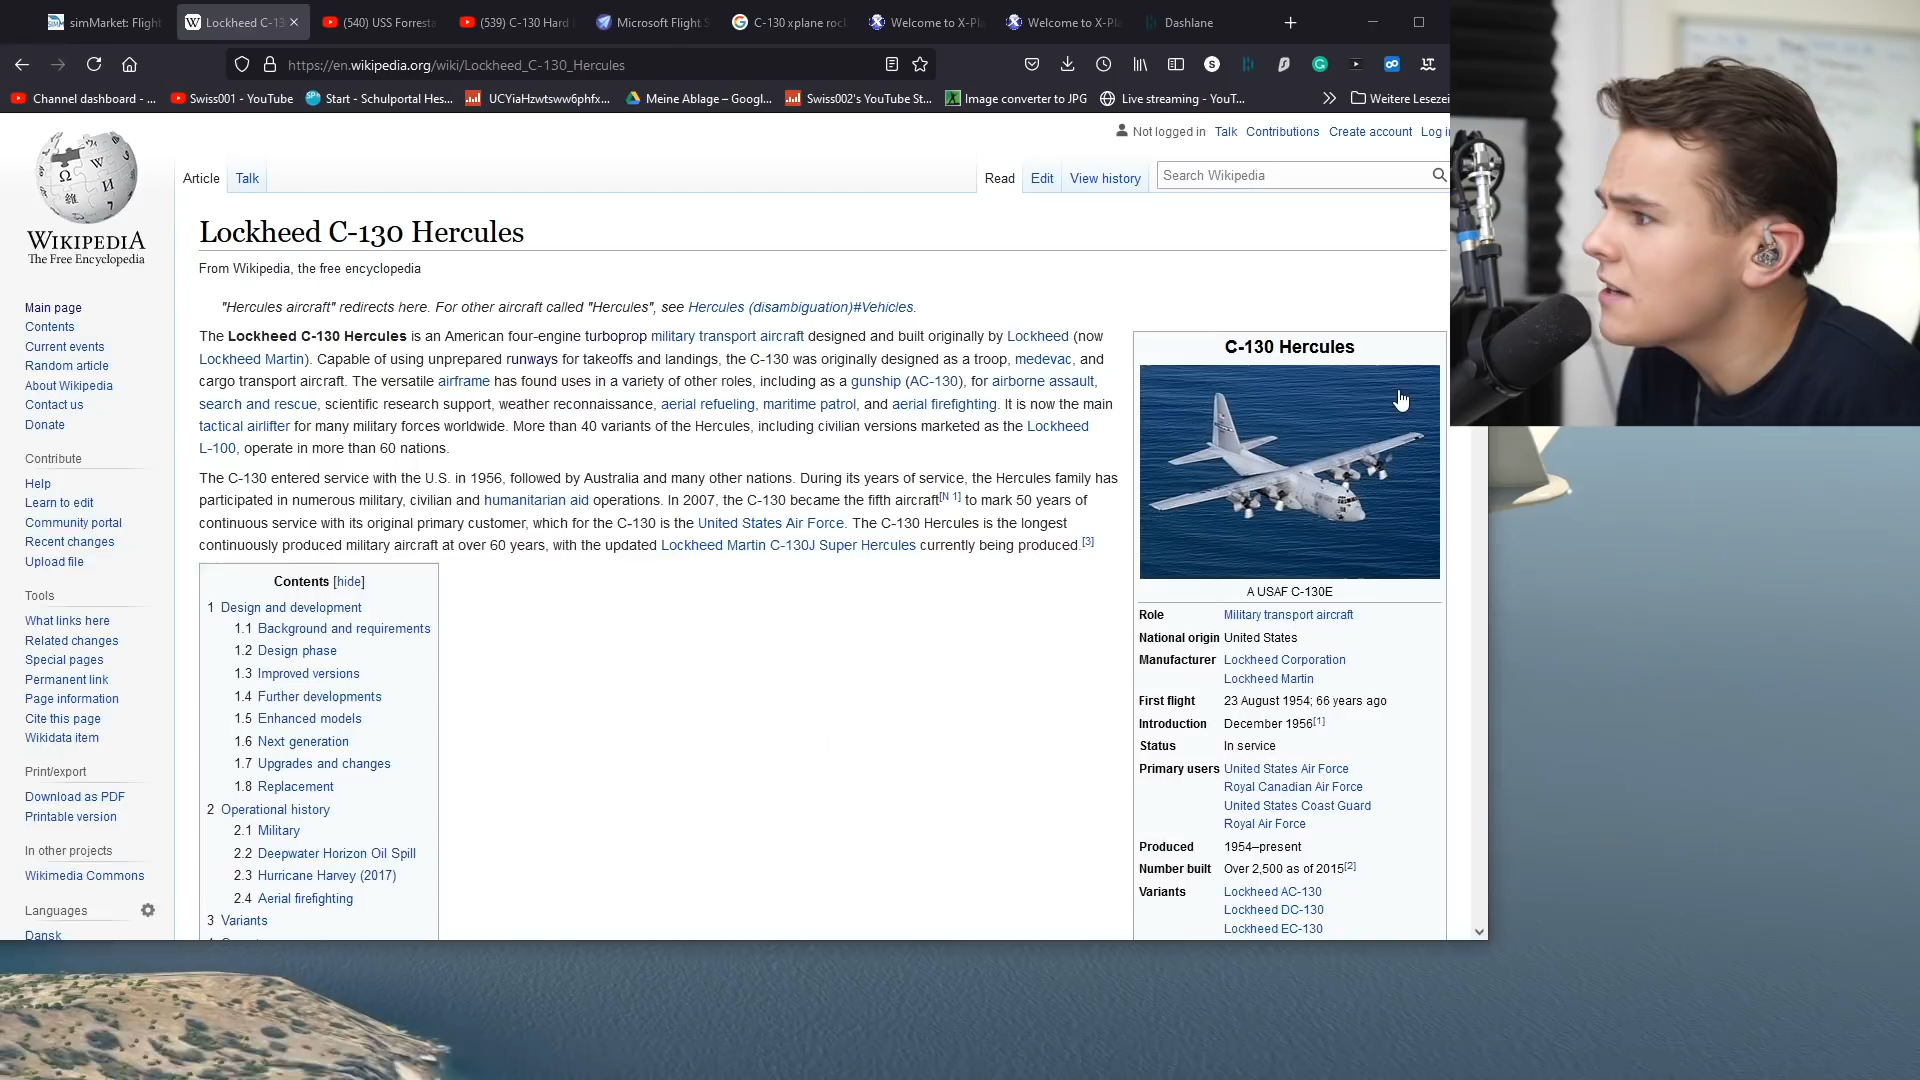 simMarket: Flight
Lockheed C-13
(540) USS Forresta
(539) C-130 Hard
Microsoft Flight S
C-130 xplane roc
Welcome to X-Pla
Welcome to X-Pla
Dashlane
https://en.wikipedia.org/wiki/Lockheed_C-130_Hercules
Channel dashboard - ...
Swiss001 - YouTube
Start - Schulportal Hes...
UCYiaHzwtsww6phfx...
Meine Ablage – Googl...
Swiss002's YouTube St...
Image converter to JPG
Live streaming - YouT...
Weitere Lesezei
Not logged in Talk Contributions Create account Log i
Article Talk
Read Edit View history
Search Wikipedia
WIKIPEDIA
The Free Encyclopedia
Main page
Contents
Current events
Random article
About Wikipedia
Contact us
Donate
Contribute
Help
Learn to edit
Community portal
Recent changes
Upload file
Tools
What links here
Related changes
Special pages
Permanent link
Page information
Cite this page
Wikidata item
Print/export
Download as PDF
Printable version
In other projects
Wikimedia Commons
Languages
Dansk
Lockheed C-130 Hercules
From Wikipedia, the free encyclopedia
"Hercules aircraft" redirects here. For other aircraft called "Hercules", see Hercules (disambiguation)#Vehicles.
The Lockheed C-130 Hercules is an American four-engine turboprop military transport aircraft designed and built originally by Lockheed (now
Lockheed Martin). Capable of using unprepared runways for takeoffs and landings, the C-130 was originally designed as a troop, medevac, and
cargo transport aircraft. The versatile airframe has found uses in a variety of other roles, including as a gunship (AC-130), for airborne assault,
search and rescue, scientific research support, weather reconnaissance, aerial refueling, maritime patrol, and aerial firefighting. It is now the main
tactical airlifter for many military forces worldwide. More than 40 variants of the Hercules, including civilian versions marketed as the Lockheed
L-100, operate in more than 60 nations.
The C-130 entered service with the U.S. in 1956, followed by Australia and many other nations. During its years of service, the Hercules family has
participated in numerous military, civilian and humanitarian aid operations. In 2007, the C-130 became the fifth aircraft[N 1] to mark 50 years of
continuous service with its original primary customer, which for the C-130 is the United States Air Force. The C-130 Hercules is the longest
continuously produced military aircraft at over 60 years, with the updated Lockheed Martin C-130J Super Hercules currently being produced.[3]
Contents [hide]
1 Design and development
1.1 Background and requirements
1.2 Design phase
1.3 Improved versions
1.4 Further developments
1.5 Enhanced models
1.6 Next generation
1.7 Upgrades and changes
1.8 Replacement
2 Operational history
2.1 Military
2.2 Deepwater Horizon Oil Spill
2.3 Hurricane Harvey (2017)
2.4 Aerial firefighting
3 Variants
C-130 Hercules
A USAF C-130E
Role Military transport aircraft
National origin United States
Manufacturer Lockheed Corporation
Lockheed Martin
First flight 23 August 1954; 66 years ago
Introduction December 1956[1]
Status In service
Primary users United States Air Force
Royal Canadian Air Force
United States Coast Guard
Royal Air Force
Produced 1954–present
Number built Over 2,500 as of 2015[2]
Variants Lockheed AC-130
Lockheed DC-130
Lockheed EC-130